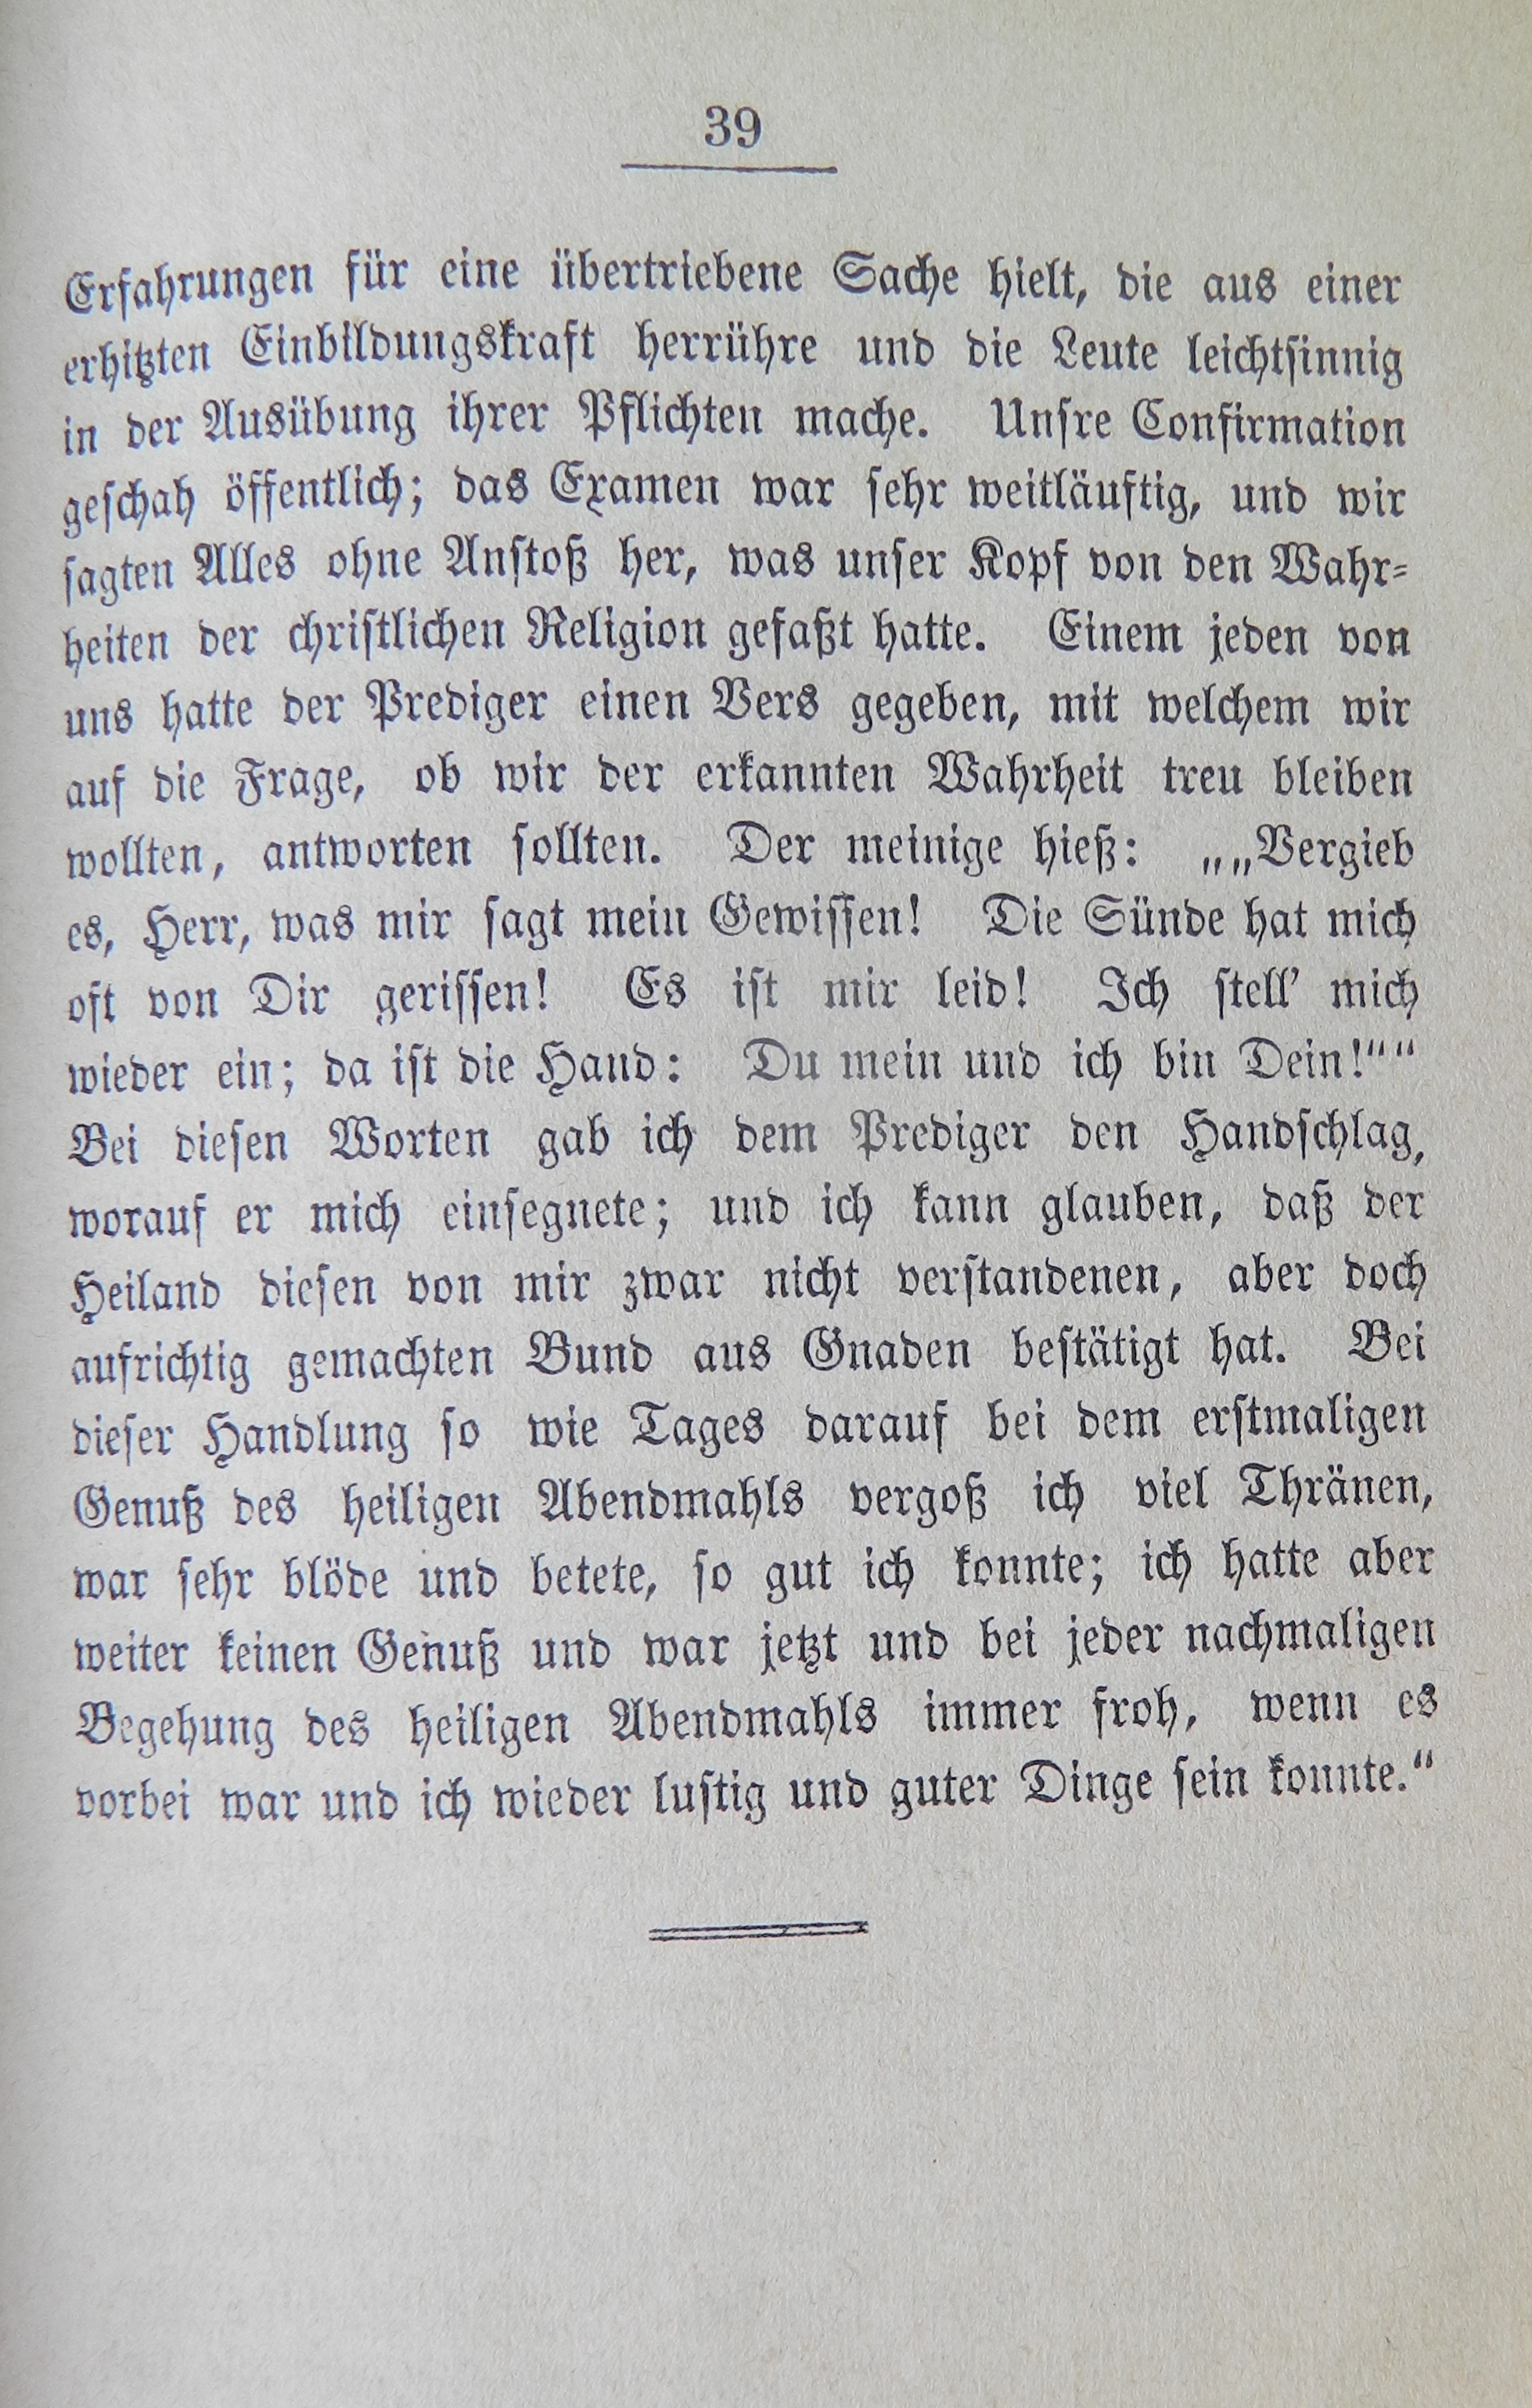 39
Erfahrungen für eine übertriebene Sache hielt, die aus einer
erhitzten Einbildungskraft herrühre und die Leute leichtsinnig
in der Ausübung ihrer Pflichten mache. Unsre Confirmation
geschah öffentlich; das Examen war sehr weitläuftig, und wir
sagten Alles ohne Anstoß her, was unser Kopf von den Wahr-
heiten der christlichen Religion gefaßt hatte. Einem jeden von
uns hatte der Prediger einen Vers gegeben, mit welchem wir
auf die Frage, ob wir der erkannten Wahrheit treu bleiben
wollten, antworten sollten. Der meinige hieß: „„Vergieb
es, Herr, was mir sagt mein Gewissen! Die Sünde hat mich
oft von Dir gerissen! Es ist mir leid! Ich stell’ mich
wieder ein; da ist die Hand: Du mein und ich bin Dein!““
Bei diesen Worten gab ich dem Prediger den Handschlag,
worauf er mich einsegnete; und ich kann glauben, daß der
Heiland diesen von mir zwar nicht verstandenen, aber doch
aufrichtig gemachten Bund aus Gnaden bestätigt hat. Bei
dieser Handlung so wie Tages darauf bei dem erstmaligen
Genuß des heiligen Abendmahls vergoß ich viel Thränen,
war sehr blöde und betete, so gut ich konnte; ich hatte aber
weiter keinen Genuß und war jetzt und bei jeder nachmaligen
Begehung des heiligen Abendmahls immer froh, wenn es
vorbei war und ich wieder lustig und guter Dinge sein konnte.“